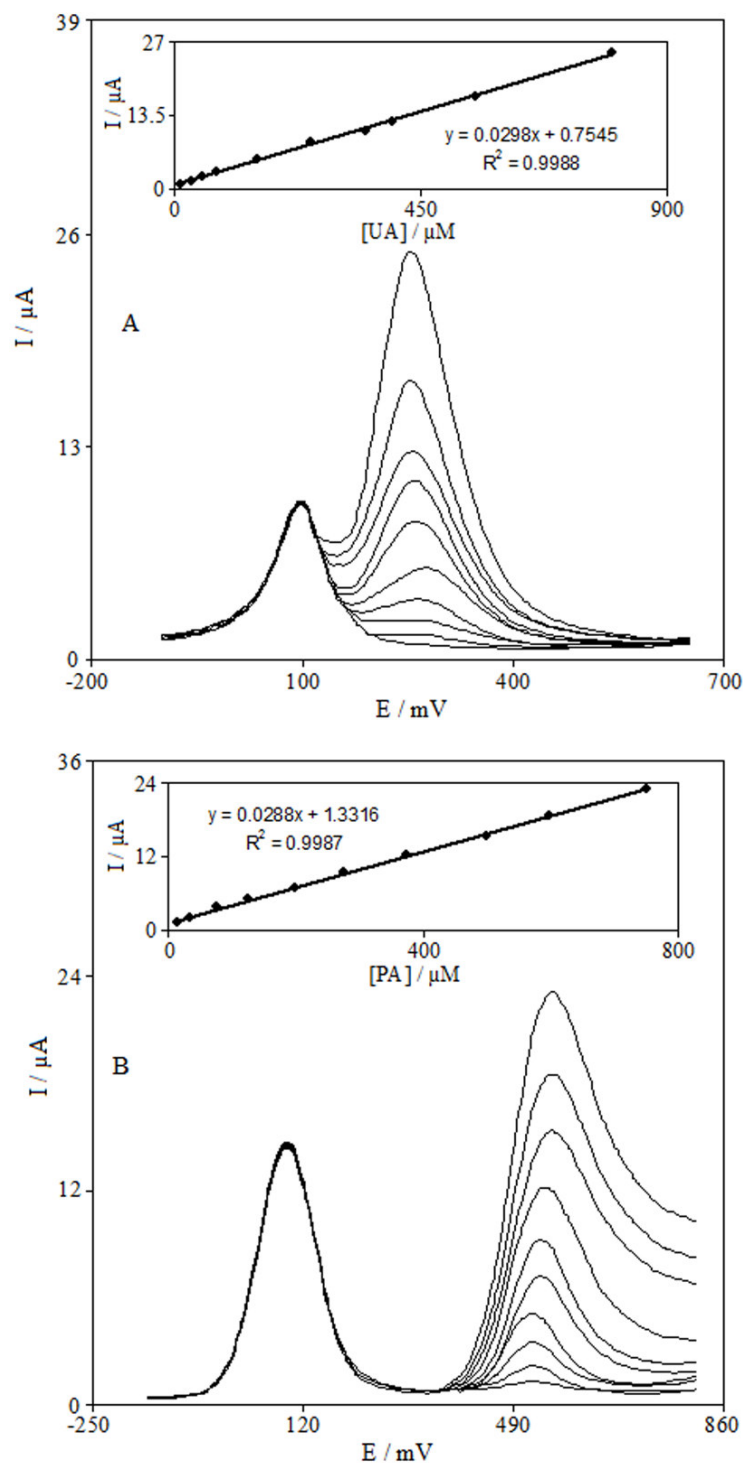 39
27
I / μA
13.5
y = 0.0298x + 0.7545
R² = 0.9988
0
0
450
900
[UA] / μM
26
I / μA
A
13
0
-200
100
400
700
E / mV
36
24
y = 0.0288x + 1.3316
I / μA
R² = 0.9987
12
0
0
400
800
[PA] / μM
24
I / μA
B
12
0
-250
120
490
860
E / mV